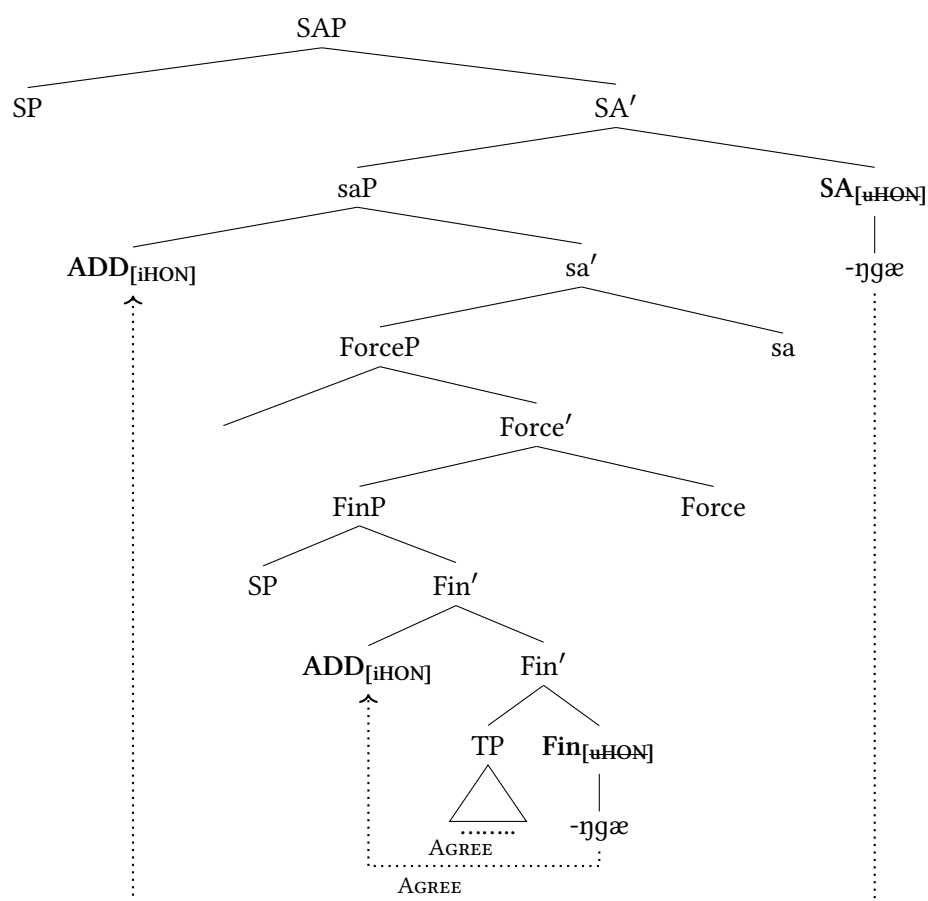 SAP
SP SA′
saP SA[uHON]
ADD[iHON] sa′ -ŋgæ
ForceP sa
Force′
FinP Force
SP Fin′
ADD[iHON] Fin′
TP Fin[uHON]
........ -ŋgæ
AGREE
AGREE